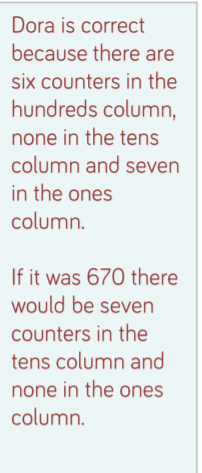 Dora is correct
because there are
six counters in the
hundreds column,
none in the tens
column and seven
in the ones
column.
If it was 670 there
would be seven
counters in the
tens column and
none in the ones
column.